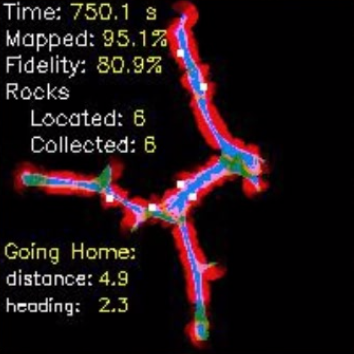 Time: 750.1 s
Mapped: 95.1%
Fidelity: 80.9%
Rocks
Located: 6
Collected: 6
Going Home:
distance: 4.9
heading: 2.3